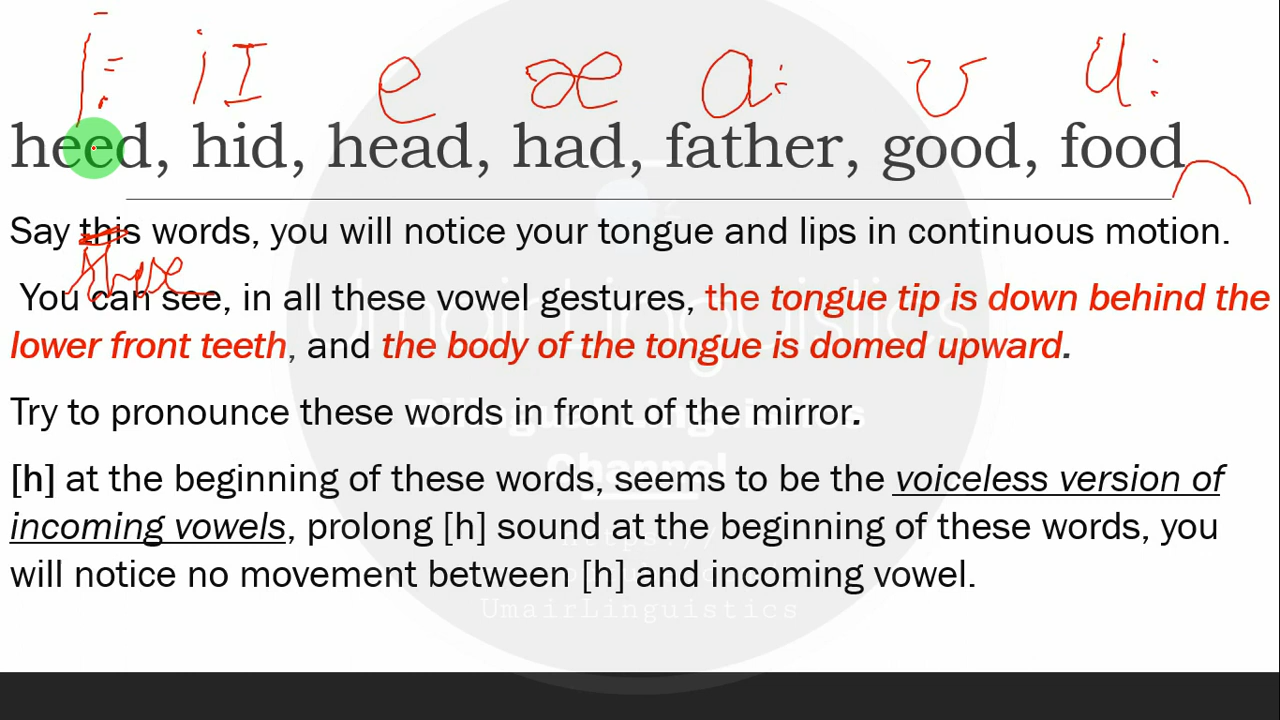 i: i I e æ a: ʊ u:
heed, hid, head, had, father, good, food
Say this words, you will notice your tongue and lips in continuous motion.
these
You can see, in all these vowel gestures, the tongue tip is down behind the
lower front teeth, and the body of the tongue is domed upward.
Try to pronounce these words in front of the mirror.
[h] at the beginning of these words, seems to be the voiceless version of
incoming vowels, prolong [h] sound at the beginning of these words, you
will notice no movement between [h] and incoming vowel.
UmairLinguistics
Bilingual Linguistics
Channel
UmairLinguistics